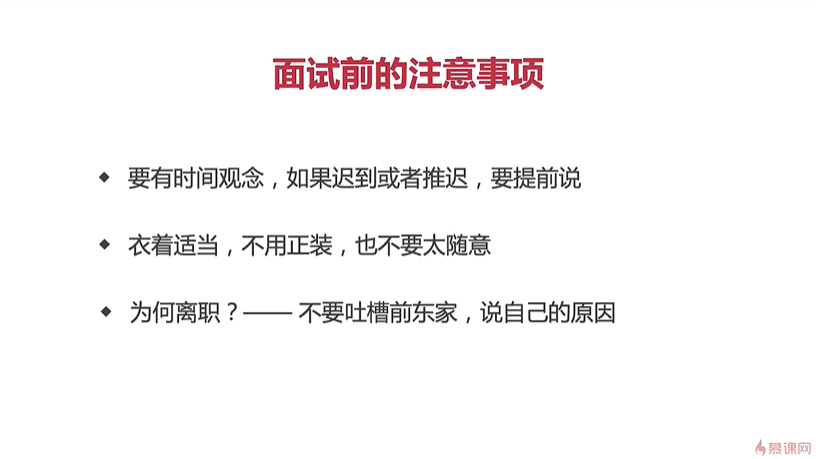 面试前的注意事项
◆ 要有时间观念，如果迟到或者推迟，要提前说
◆ 衣着适当，不用正装，也不要太随意
◆ 为何离职？—— 不要吐槽前东家，说自己的原因
慕课网